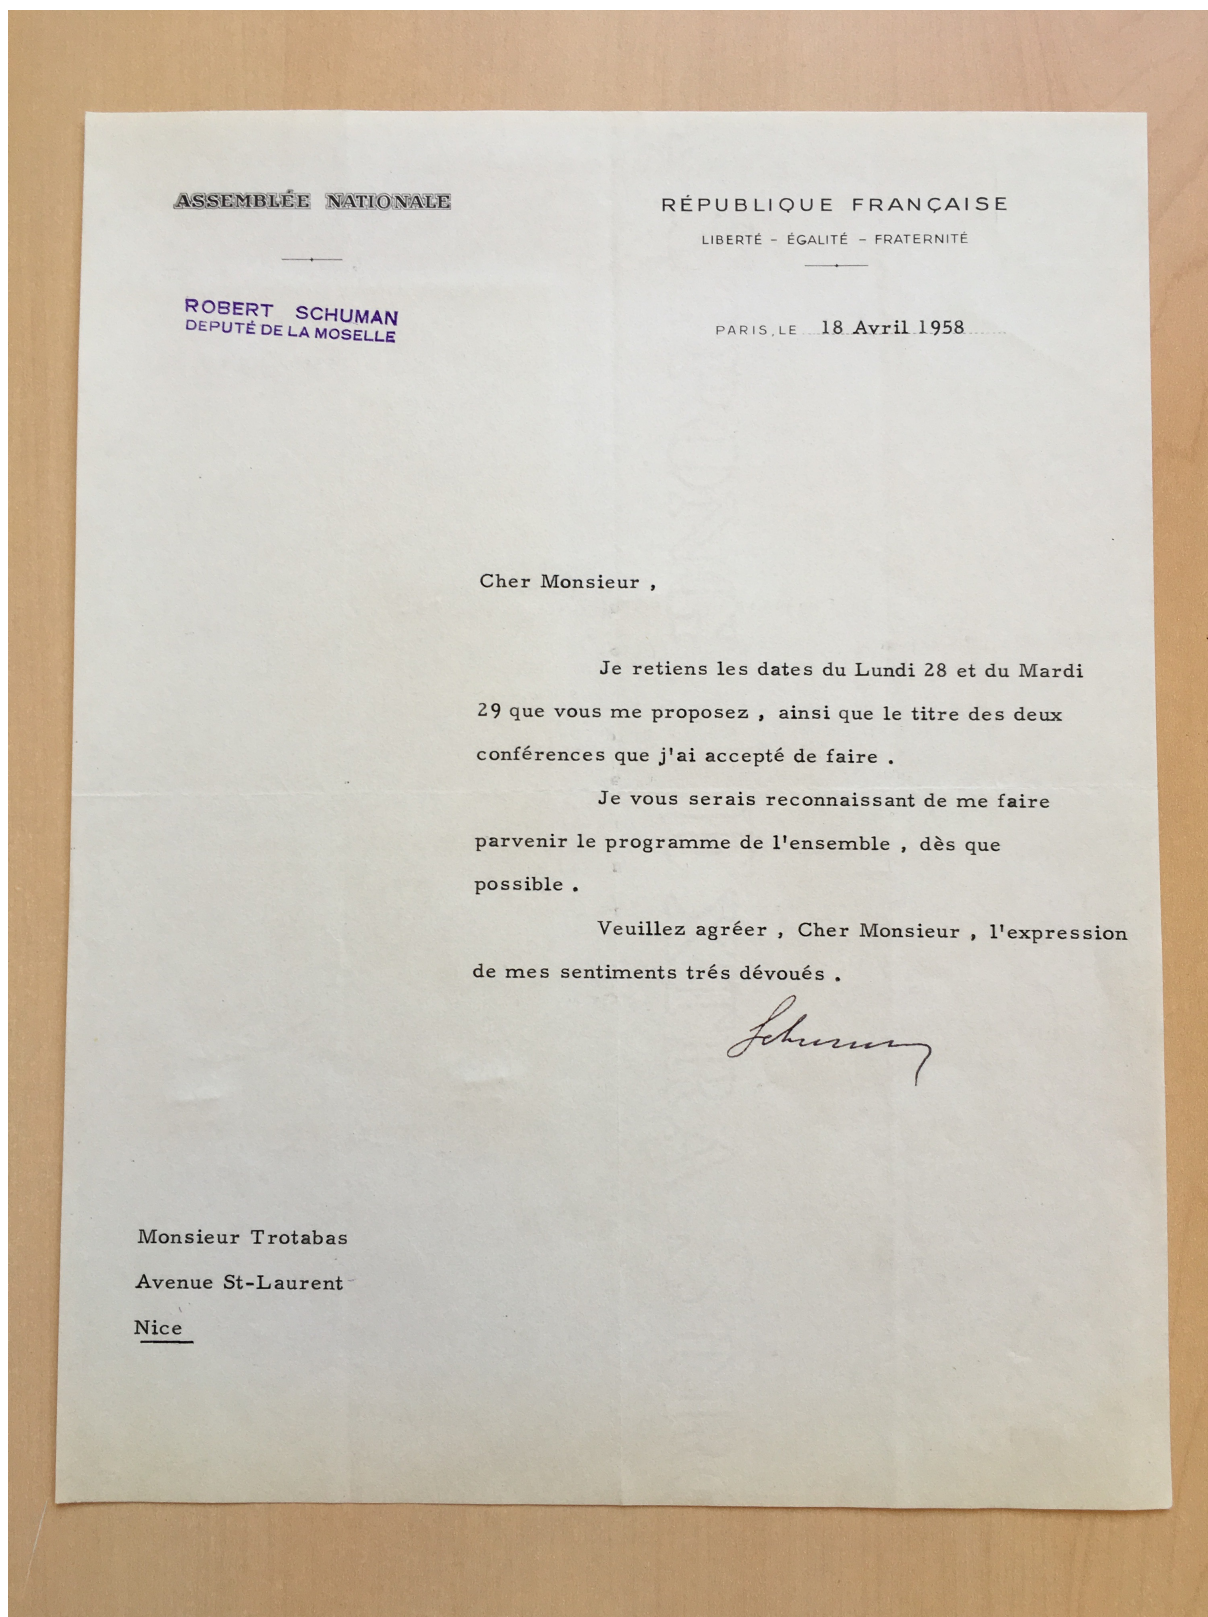 ASSEMBLÉE NATIONALE
RÉPUBLIQUE FRANÇAISE
LIBERTÉ - ÉGALITÉ - FRATERNITÉ
ROBERT SCHUMAN
DEPUTÉ DE LA MOSELLE
PARIS, LE 18 Avril 1958
Cher Monsieur ,
Je retiens les dates du Lundi 28 et du Mardi
29 que vous me proposez , ainsi que le titre des deux
conférences que j'ai accepté de faire .
Je vous serais reconnaissant de me faire
parvenir le programme de l'ensemble , dès que
possible .
Veuillez agréer , Cher Monsieur , l'expression
de mes sentiments trés dévoués .
Schuman
Monsieur Trotabas
Avenue St-Laurent
Nice